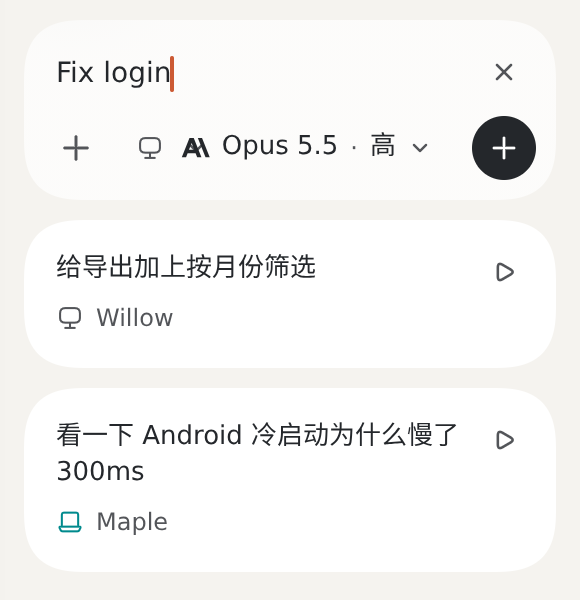 Fix login
Opus 5.5 · 高
给导出加上按月份筛选
Willow
看一下 Android 冷启动为什么慢了
300ms
Maple